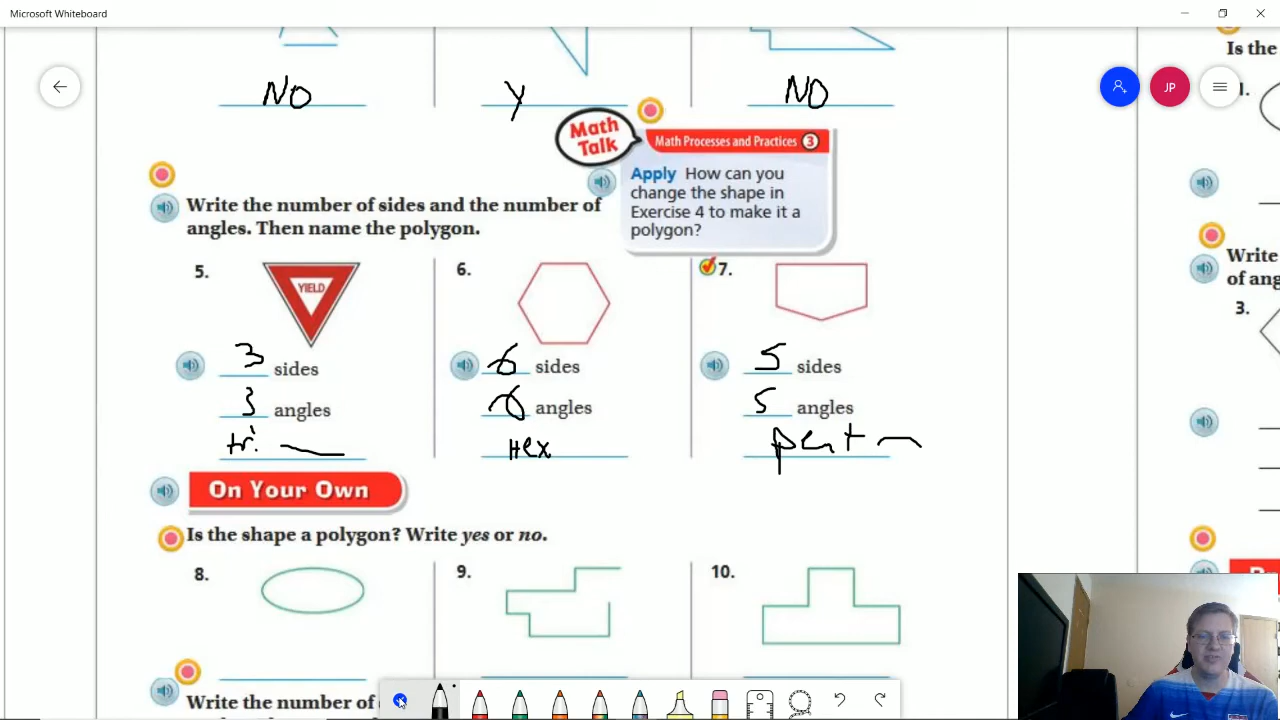 Microsoft Whiteboard
Is the
JP
1.
NO
Y
NO
Math
Talk
Math Processes and Practices 3
Apply How can you
change the shape in
Exercise 4 to make it a
polygon?
Write the number of sides and the number of
angles. Then name the polygon.
Write
of ang
5.
YIELD
6.
7.
3.
3 sides
6 sides
5 sides
3 angles
6 angles
5 angles
tri
Hex
pent
On Your Own
Is the shape a polygon? Write yes or no.
8.
9.
10.
Write the number of